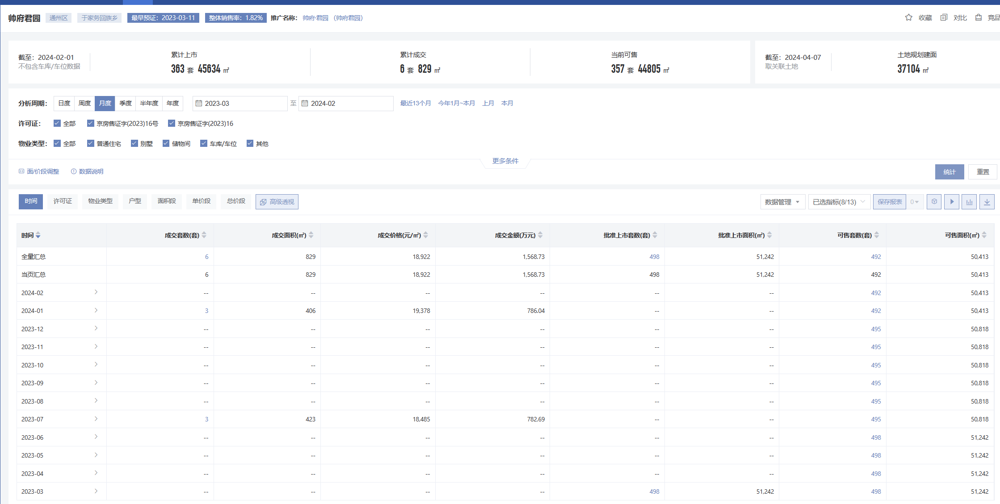 帅府君园 通州区 于家务回族乡 最早预证：2023-03-11 整体销售率：1.82% 推广名称： 帅府·君园 （帅府君园） 收藏 对比 竞品
截至：2024-02-01 累计上市 累计成交 当前可售 截至：2024-04-07 土地规划建面
不包含车库/车位数据 363 套 45634 ㎡ 6 套 829 ㎡ 357 套 44805 ㎡ 取关联土地 37104 ㎡
分析周期： 日度 周度 月度 季度 半年度 年度 2023-03 至 2024-02 最近13个月 今年1月~本月 上月 本月
许可证： 全部 京房售证字(2023)16号 京房售证字(2023)16
物业类型： 全部 普通住宅 别墅 储物间 车库/车位 其他
更多条件
面/价段调整 数据说明 统计 重置
时间 许可证 物业类型 户型 面积段 单价段 总价段 高级透视 数据管理 已选指标(8/13) 保存报表 0
时间 成交套数(套) 成交面积(㎡) 成交价格(元/㎡) 成交金额(万元) 批准上市套数(套) 批准上市面积(㎡) 可售套数(套) 可售面积(㎡)
全量汇总 6 829 18,922 1,568.73 498 51,242 492 50,413
当页汇总 6 829 18,922 1,568.73 498 51,242 492 50,413
2024-02 -- -- -- -- -- -- 492 50,413
2024-01 3 406 19,378 786.04 -- -- 492 50,413
2023-12 -- -- -- -- -- -- 495 50,818
2023-11 -- -- -- -- -- -- 495 50,818
2023-10 -- -- -- -- -- -- 495 50,818
2023-09 -- -- -- -- -- -- 495 50,818
2023-08 -- -- -- -- -- -- 495 50,818
2023-07 3 423 18,485 782.69 -- -- 495 50,818
2023-06 -- -- -- -- -- -- 498 51,242
2023-05 -- -- -- -- -- -- 498 51,242
2023-04 -- -- -- -- -- -- 498 51,242
2023-03 -- -- -- -- 498 51,242 498 51,242